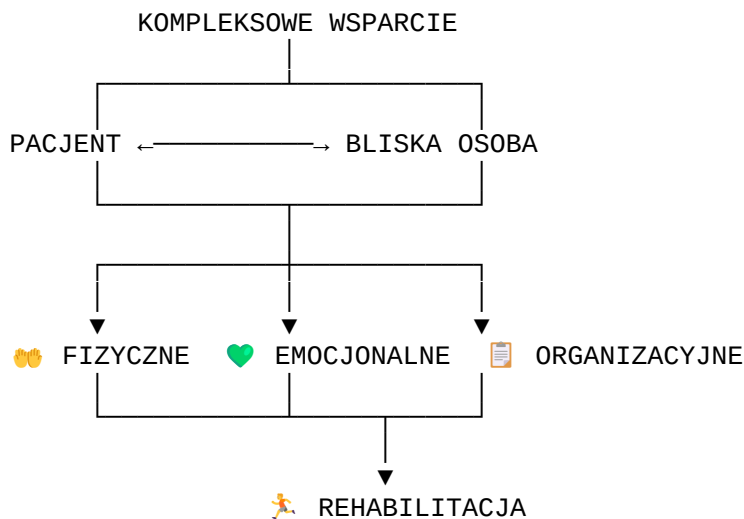 KOMPLEKSOWE WSPARCIE
PACJENT ←→ BLISKA OSOBA
🤲 FIZYCZNE 💚 EMOCJONALNE 📋 ORGANIZACYJNE
🏃 REHABILITACJA